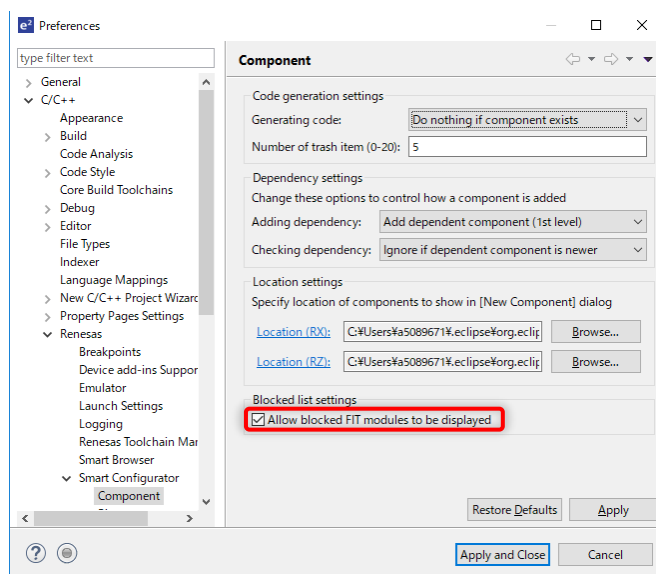 e² Preferences
type filter text
General
C/C++
Appearance
Build
Code Analysis
Code Style
Core Build Toolchains
Debug
Editor
File Types
Indexer
Language Mappings
New C/C++ Project Wizard
Property Pages Settings
Renesas
Breakpoints
Device add-ins Suppor
Emulator
Launch Settings
Logging
Renesas Toolchain Mar
Smart Browser
Smart Configurator
Component
Component
Code generation settings
Generating code: Do nothing if component exists
Number of trash item (0-20): 5
Dependency settings
Change these options to control how a component is added
Adding dependency: Add dependent component (1st level)
Checking dependency: Ignore if dependent component is newer
Location settings
Specify location of components to show in [New Component] dialog
Location (RX): C:¥Users¥a5089671¥.eclipse¥org.eclip Browse...
Location (RZ): C:¥Users¥a5089671¥.eclipse¥org.eclip Browse...
Blocked list settings
Allow blocked FIT modules to be displayed
Restore Defaults Apply
? Apply and Close Cancel